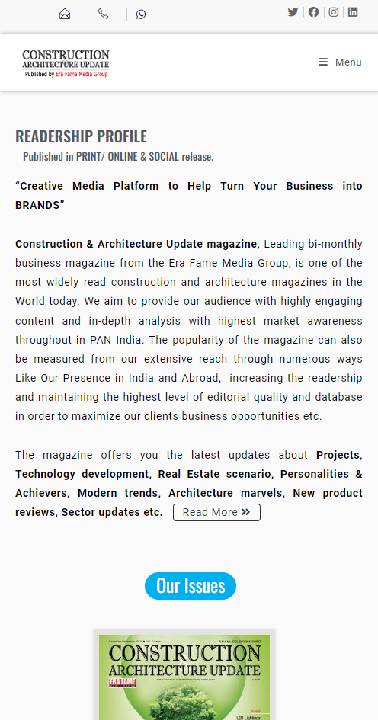 Menu
CONSTRUCTION
ARCHITECTURE UPDATE
Published by Era Fame Media Group
READERSHIP PROFILE
Published in PRINT/ ONLINE & SOCIAL release.
“Creative Media Platform to Help Turn Your Business into
BRANDS”
Construction & Architecture Update magazine, Leading bi-monthly
business magazine from the Era Fame Media Group, is one of the
most widely read construction and architecture magazines in the
World today. We aim to provide our audience with highly engaging
content and in-depth analysis with highest market awareness
throughout in PAN India. The popularity of the magazine can also
be measured from our extensive reach through numerous ways
Like Our Presence in India and Abroad, increasing the readership
and maintaining the highest level of editorial quality and database
in order to maximize our clients business opportunities etc.
The magazine offers you the latest updates about Projects,
Technology development, Real Estate scenario, Personalities &
Achievers, Modern trends, Architecture marvels, New product
reviews, Sector updates etc. Read More »
Our Issues
CONSTRUCTION
ARCHITECTURE UPDATE